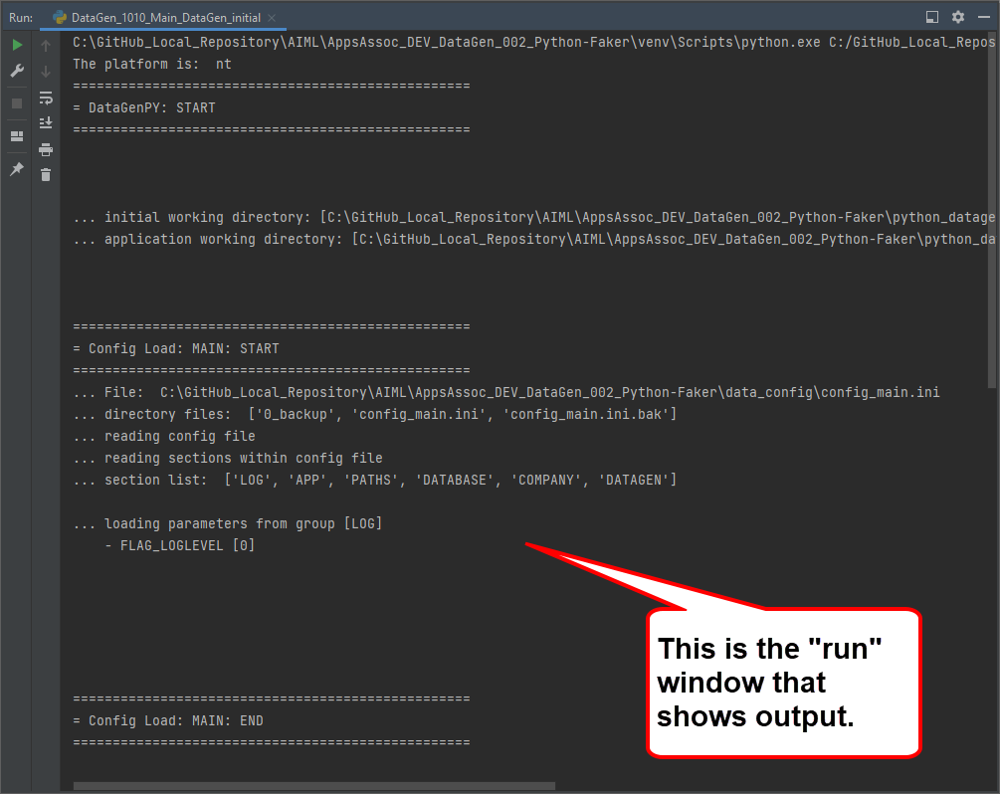 Run: DataGen_1010_Main_DataGen_initial
C:\GitHub_Local_Repository\AIML\AppsAssoc_DEV_DataGen_002_Python-Faker\venv\Scripts\python.exe C:/GitHub_Local_Repos
The platform is:  nt
==================================================
= DataGenPY: START
==================================================
... initial working directory: [C:\GitHub_Local_Repository\AIML\AppsAssoc_DEV_DataGen_002_Python-Faker\python_datage
... application working directory: [C:\GitHub_Local_Repository\AIML\AppsAssoc_DEV_DataGen_002_Python-Faker\python_da
==================================================
= Config Load: MAIN: START
==================================================
... File:  C:\GitHub_Local_Repository\AIML\AppsAssoc_DEV_DataGen_002_Python-Faker\data_config\config_main.ini
... directory files:  ['0_backup', 'config_main.ini', 'config_main.ini.bak']
... reading config file
... reading sections within config file
... section list:  ['LOG', 'APP', 'PATHS', 'DATABASE', 'COMPANY', 'DATAGEN']
... loading parameters from group [LOG]
- FLAG_LOGLEVEL [0]
This is the "run"
window that
shows output.
==================================================
= Config Load: MAIN: END
==================================================